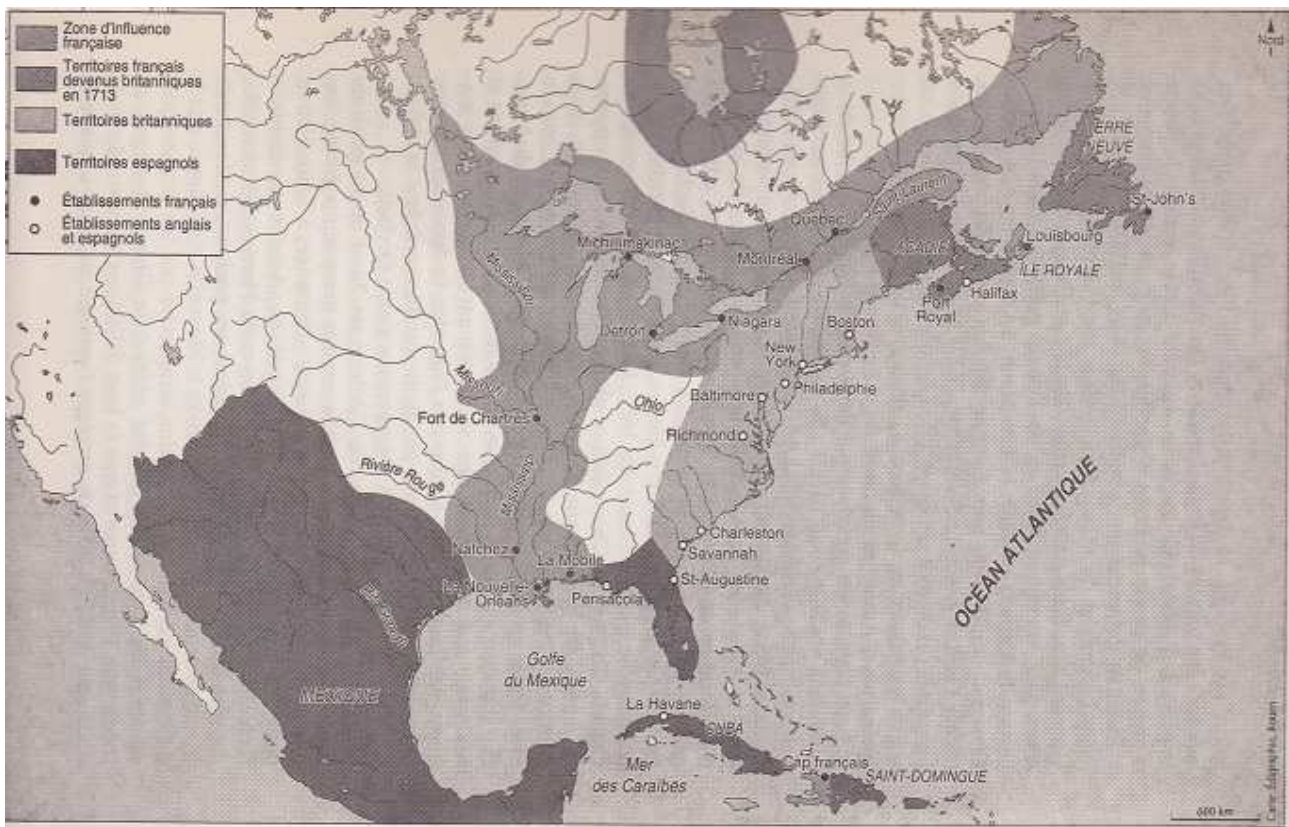 Zone d'influence
française
Territoires français
devenus britanniques
en 1713
Territoires britanniques
Territoires espagnols
Établissements français
Établissements anglais
et espagnols
Nord
TERRE
NEUVE
St-John's
Saint-Laurent
Québec
ACADIE
Louisbourg
ÎLE ROYALE
Michilimakinac
Montréal
Halifax
Port
Royal
Mississipi
Détroit
Niagara
Boston
New
York
Philadelphie
Missouri
Baltimore
Ohio
Fort de Chartres
Richmond
Rivière Rouge
Mississipi
OCÉAN ATLANTIQUE
Charleston
Natchez
Savannah
La Mobile
St-Augustine
La Nouvelle-
Orléans
Pensacola
MEXIQUE
Golfe
du Mexique
La Havane
CUBA
Mer
des Caraïbes
Cap français
SAINT-DOMINGUE
600 km